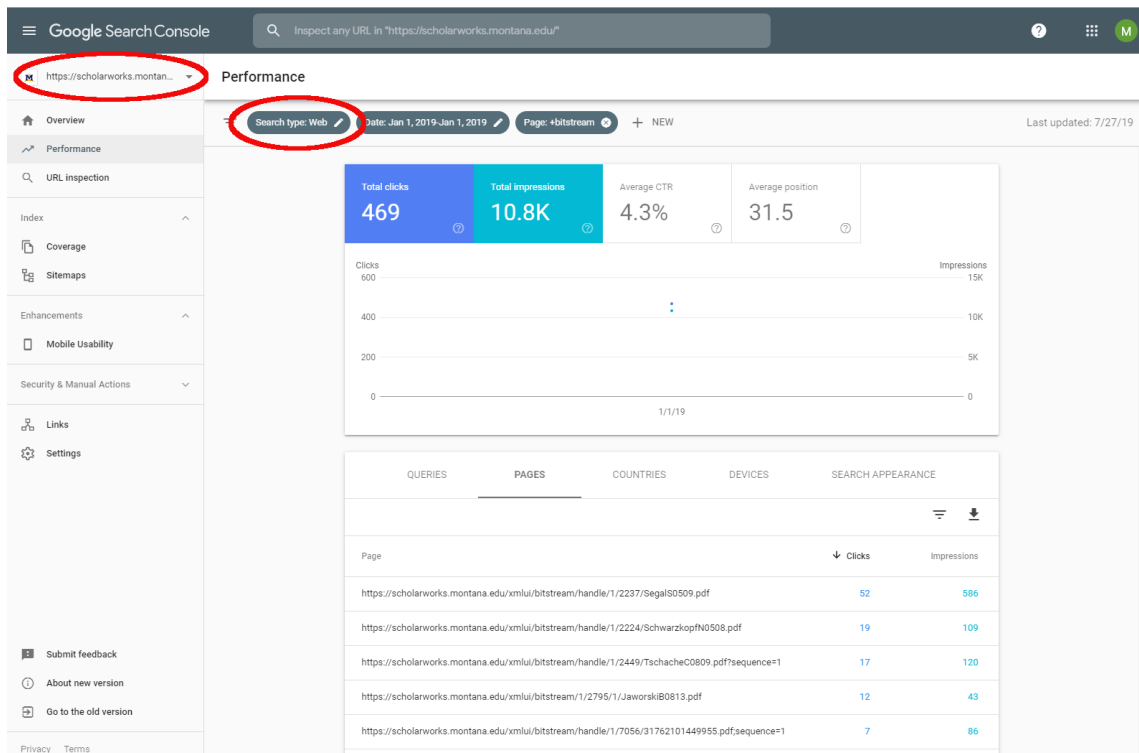 Google Search Console
Inspect any URL in "https://scholarworks.montana.edu/"
M
M https://scholarworks.montan...
Performance
Overview
Performance
URL inspection
Index
Coverage
Sitemaps
Enhancements
Mobile Usability
Security & Manual Actions
Links
Settings
Submit feedback
About new version
Go to the old version
Privacy Terms
Search type: Web Date: Jan 1, 2019-Jan 1, 2019 Page: +bitstream + NEW
Last updated: 7/27/19
Total clicks Total impressions Average CTR Average position
469 10.8K 4.3% 31.5
Clicks Impressions
600 15K
400 10K
200 5K
0 0
1/1/19
QUERIES PAGES COUNTRIES DEVICES SEARCH APPEARANCE
Page Clicks Impressions
https://scholarworks.montana.edu/xmlui/bitstream/handle/1/2237/SegalS0509.pdf 52 586
https://scholarworks.montana.edu/xmlui/bitstream/handle/1/2224/SchwarzkopfN0508.pdf 19 109
https://scholarworks.montana.edu/xmlui/bitstream/handle/1/2449/TschacheC0809.pdf?sequence=1 17 120
https://scholarworks.montana.edu/xmlui/bitstream/1/2795/1/JaworskiB0813.pdf 12 43
https://scholarworks.montana.edu/xmlui/bitstream/handle/1/7056/31762101449955.pdf;sequence=1 7 86